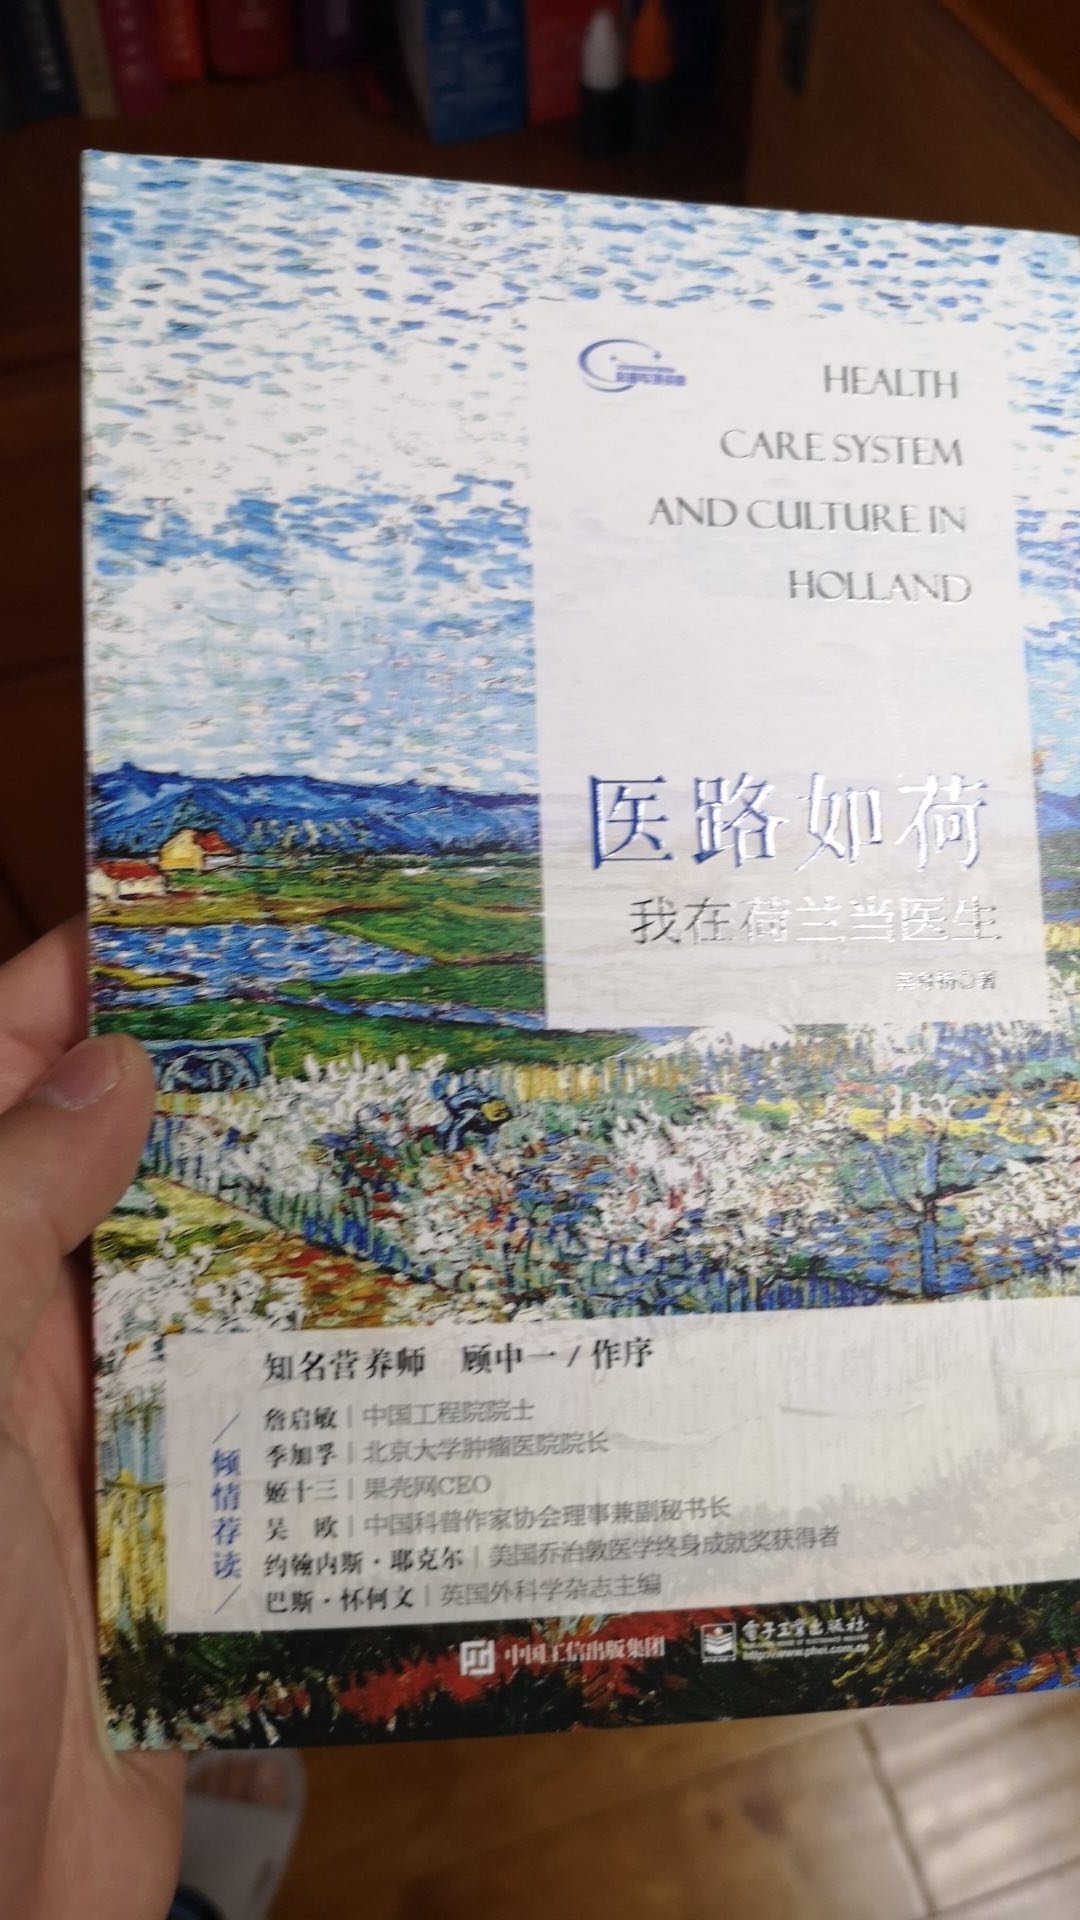 HEALTH
CARE SYSTEM
AND CULTURE IN
HOLLAND
医路如荷
我在荷兰当医生
著
知名营养师 顾中一/作序
倾情荐读
詹启敏|中国工程院院士
季加孚|北京大学肿瘤医院院长
姬十三|果壳网CEO
吴 欧|中国科普作家协会理事兼副秘书长
约翰内斯·耶克尔|美国乔治敦医学终身成就奖获得者
巴斯·怀何文|英国外科学杂志主编
中国工信出版集团
电子工业出版社
http://www.phei.com.cn